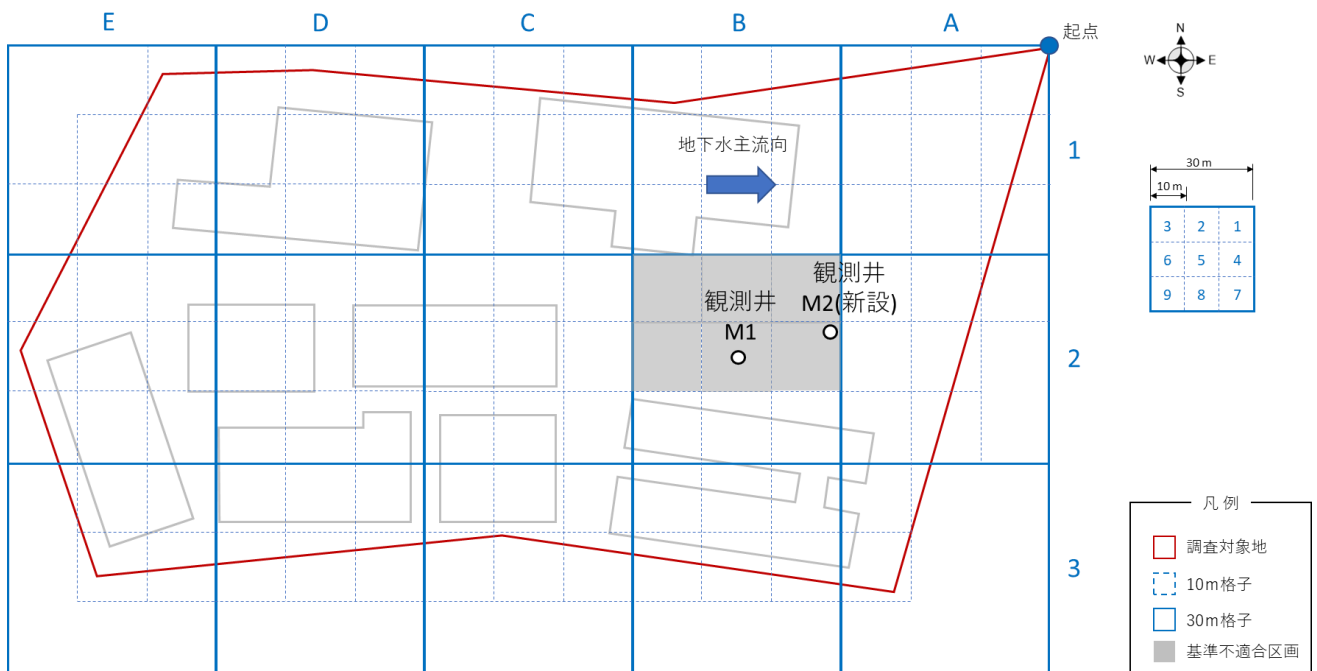 E
D
C
B
A
起点
N
W
E
S
地下水主流向
1
30 m
10 m
3 2 1
6 5 4
9 8 7
観測井
M1
観測井
M2(新設)
2
3
凡 例
調査対象地
10m格子
30m格子
基準不適合区画